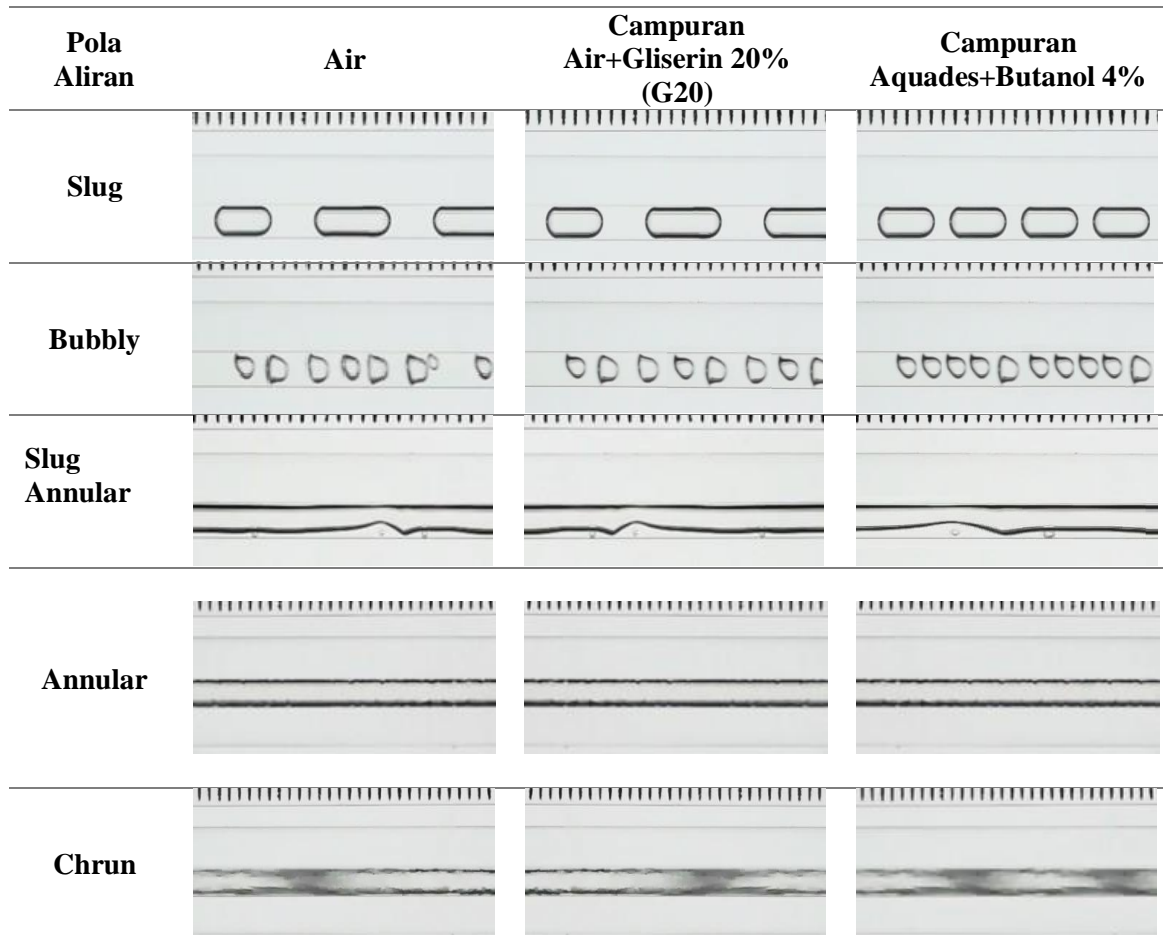 Pola
Aliran
Air
Campuran
Air+Gliserin 20%
(G20)
Campuran
Aquades+Butanol 4%
Slug
Bubbly
Slug
Annular
Annular
Chrun